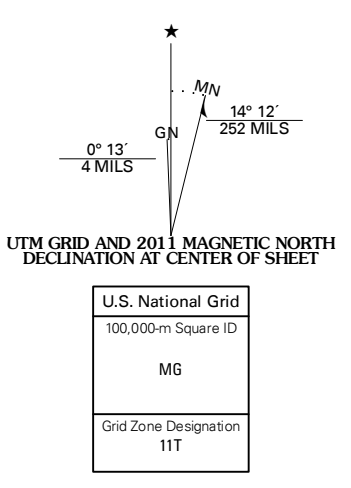 ★
MN
GN
14° 12´
252 MILS
0° 13´
4 MILS
UTM GRID AND 2011 MAGNETIC NORTH
DECLINATION AT CENTER OF SHEET
U.S. National Grid
100,000-m Square ID
MG
Grid Zone Designation
11T